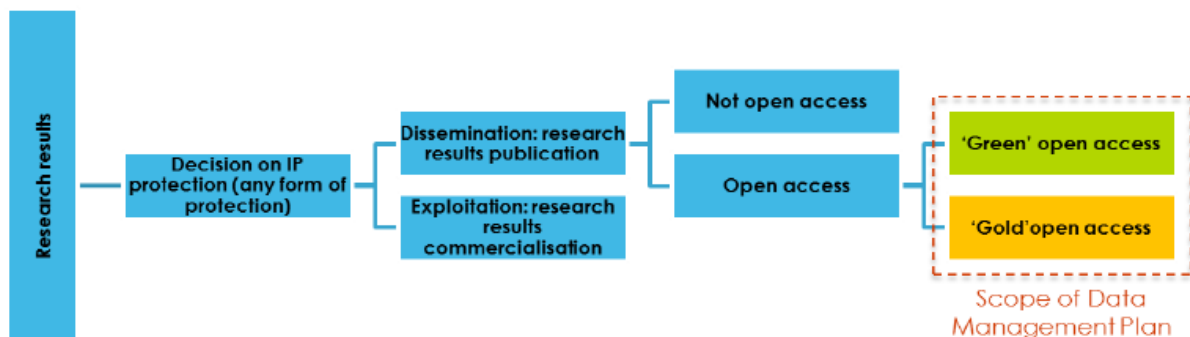 Research results
Decision on IP
protection (any form of
protection)
Dissemination: research
results publication
Exploitation: research
results
commercialisation
Not open access
Open access
‘Green’ open access
‘Gold’open access
Scope of Data
Management Plan